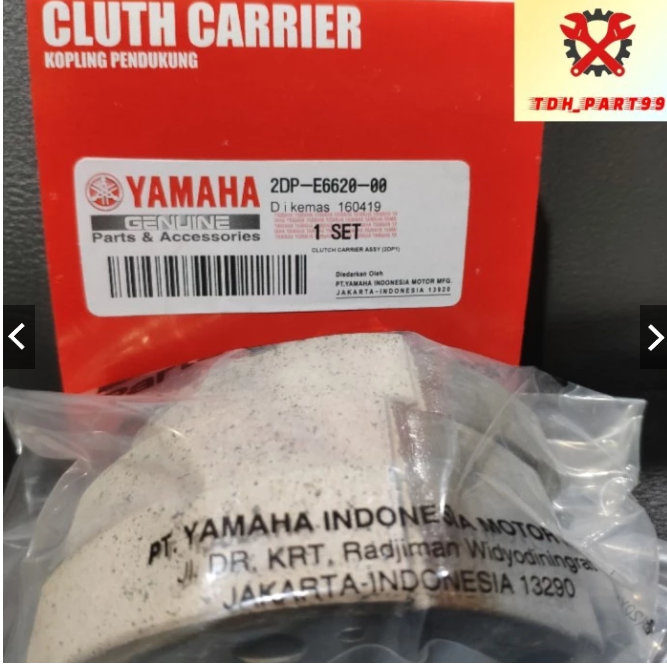 CLUTH CARRIER
KOPLING PENDUKUNG
TDH_PART99
YAMAHA
GENUINE
Parts & Accessories
2DP-E6620-00
Dikemas 160419
1 SET
CLUTCH CARRIER ASSY (2DP1)
Diedarkan Oleh
PT.YAMAHA INDONESIA MOTOR MFG.
JAKARTA-INDONESIA 13920
PT. YAMAHA INDONESIA MOTOR
JL. DR. KRT. Radjiman Widyodiningrat
JAKARTA-INDONESIA 13290